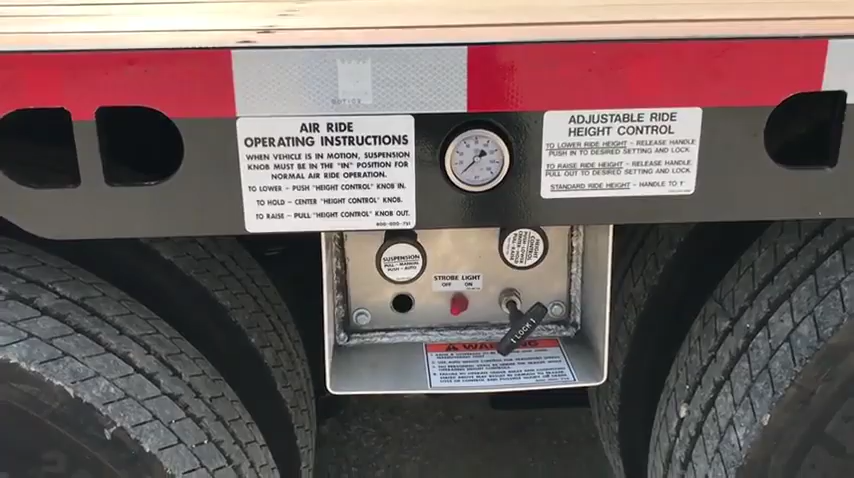 AIR RIDE
OPERATING INSTRUCTIONS
WHEN VEHICLE IS IN MOTION, SUSPENSION
KNOB MUST BE IN THE "IN" POSITION FOR
NORMAL AIR RIDE OPERATION.
TO LOWER - PUSH "HEIGHT CONTROL" KNOB IN.
TO HOLD - CENTER "HEIGHT CONTROL" KNOB.
TO RAISE - PULL "HEIGHT CONTROL" KNOB OUT.
ADJUSTABLE RIDE
HEIGHT CONTROL
TO LOWER RIDE HEIGHT - RELEASE HANDLE
PUSH IN TO DESIRED SETTING AND LOCK.
TO RAISE RIDE HEIGHT - RELEASE HANDLE.
PULL OUT TO DESIRED SETTING AND LOCK.
STANDARD RIDE HEIGHT - HANDLE TO 1"
SUSPENSION
PULL - MANUAL
PUSH - AUTO
HEIGHT
CONTROL
STROBE LIGHT
OFF ON
LOCK
WARNING